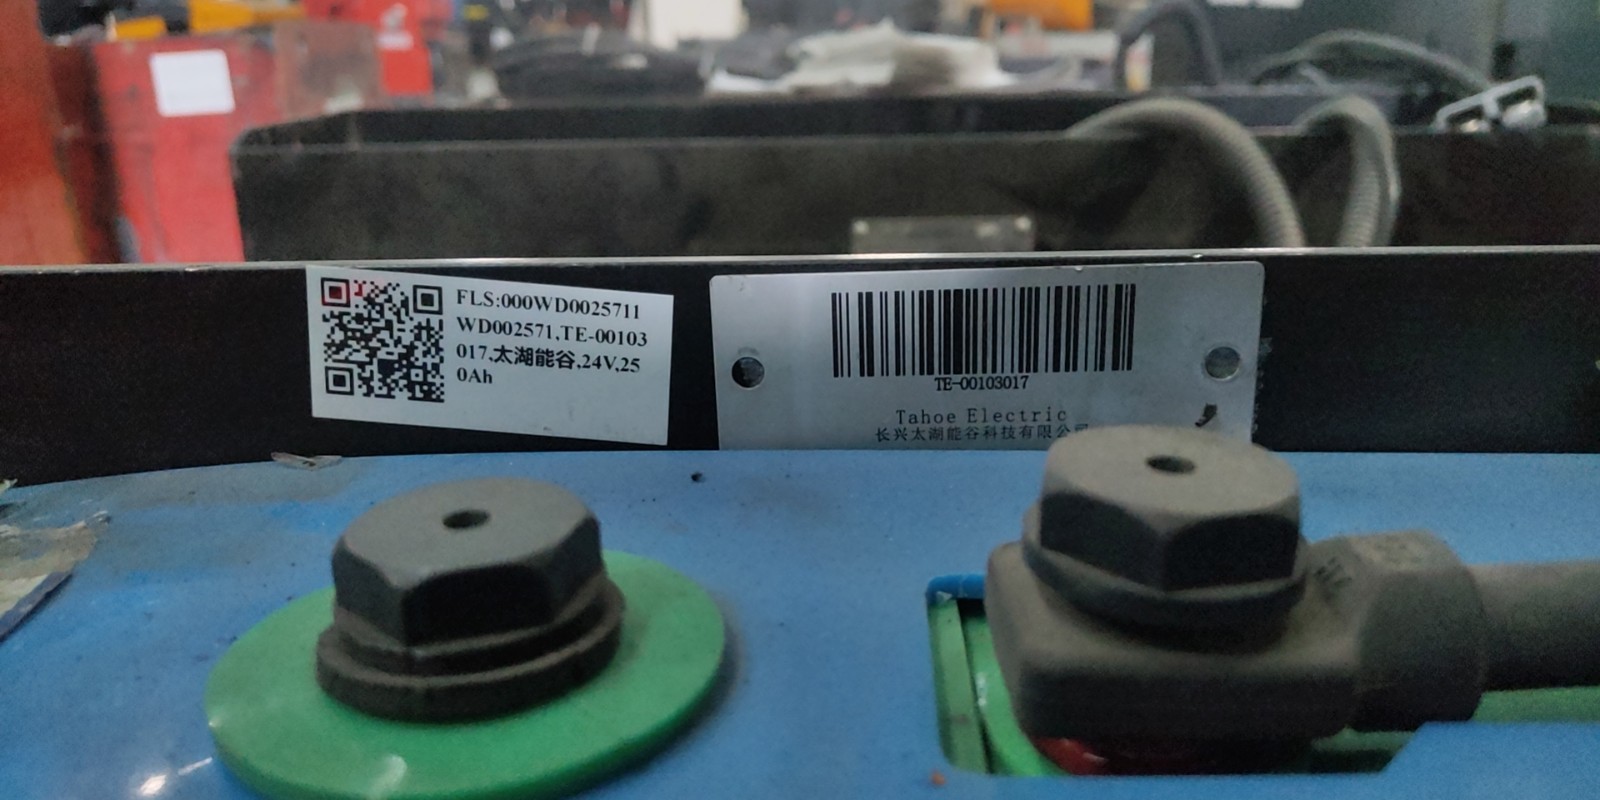 FLS:000WD0025711
WD002571,TE-00103
017,太湖能谷,24V,25
0Ah
TE-00103017
Tahoe Electric
长兴太湖能谷科技有限公司